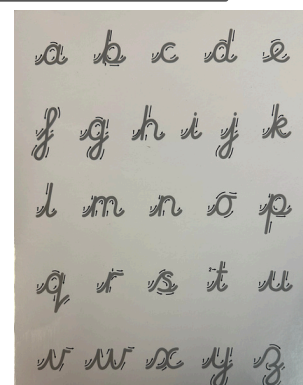 a b c d e
f g h i j k
l m n o p
q r s t u
v w x y z